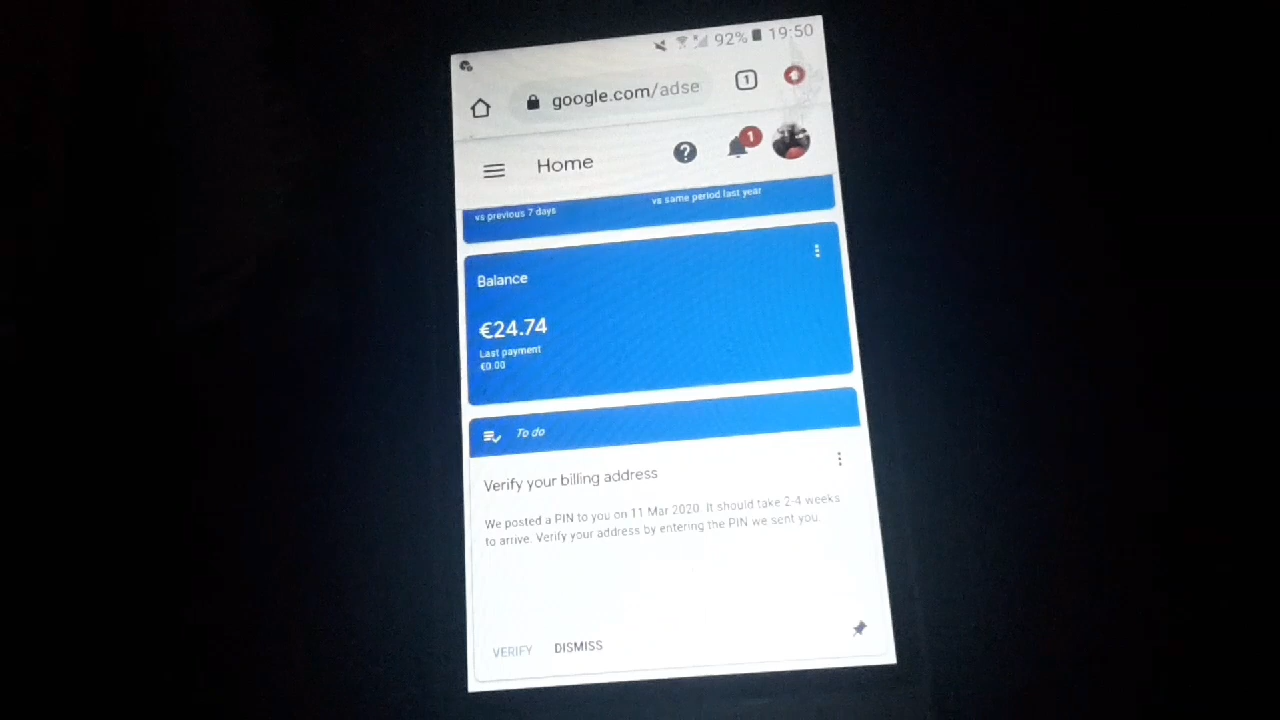 92% 19:50
google.com/adse
1
Home
?
1
vs previous 7 days
vs same period last year
Balance
€24.74
Last payment
€0.00
To do
Verify your billing address
We posted a PIN to you on 11 Mar 2020. It should take 2-4 weeks
to arrive. Verify your address by entering the PIN we sent you.
VERIFY DISMISS